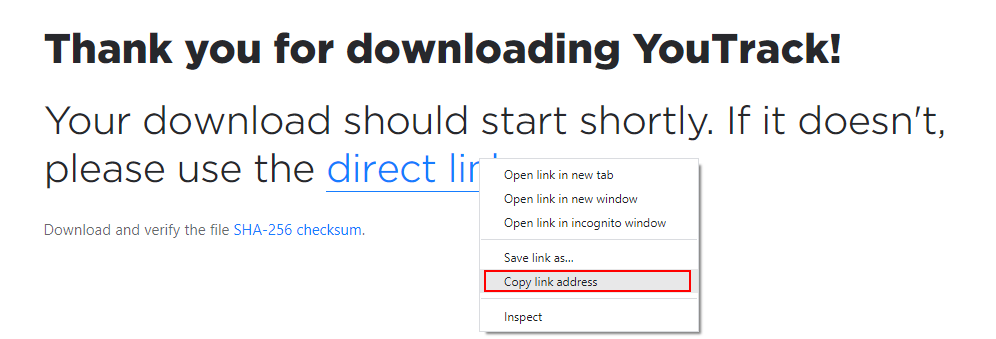 Thank you for downloading YouTrack!
Your download should start shortly. If it doesn't,
please use the direct lin
Download and verify the file SHA-256 checksum.
Open link in new tab
Open link in new window
Open link in incognito window
Save link as...
Copy link address
Inspect